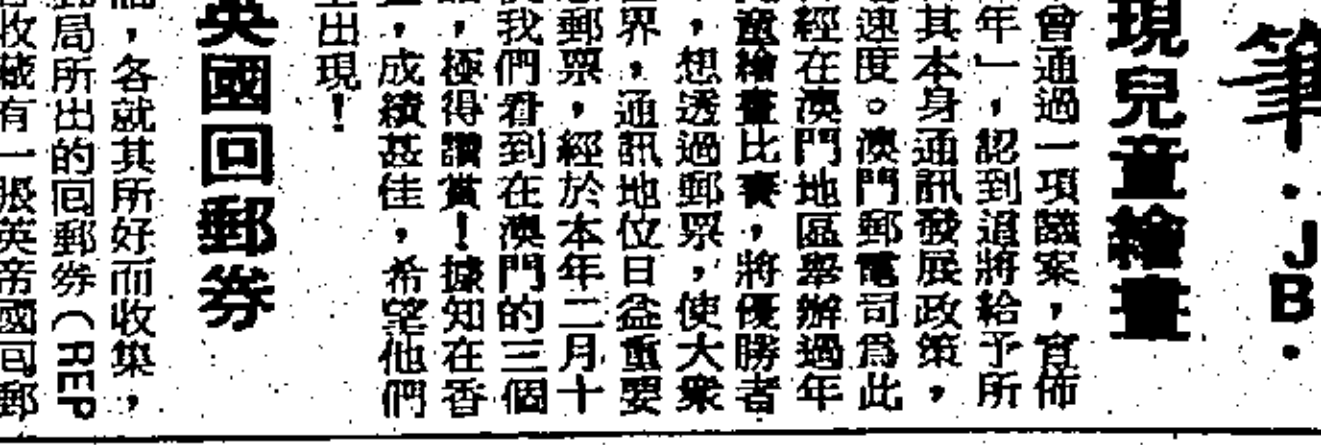 筆·JB·
現兒童繪畫
曾通過一項議案，宣佈
年」，認到這將給予所
其本身通訊發展政策，
速度。澳門郵電司爲此
經在澳門地區舉辦過年
童繪畫比賽，將優勝者
，想透過郵票，使大衆
界，通訊地位日益重要
郵票，經於本年二月十
我們看到在澳門的三個
，極得讚賞！據知在香
，成績甚佳，希望他們
出現！
英國回郵券
，各就其所好而收集，
局所出的回郵券（REP
收藏有一張英帝國回郵